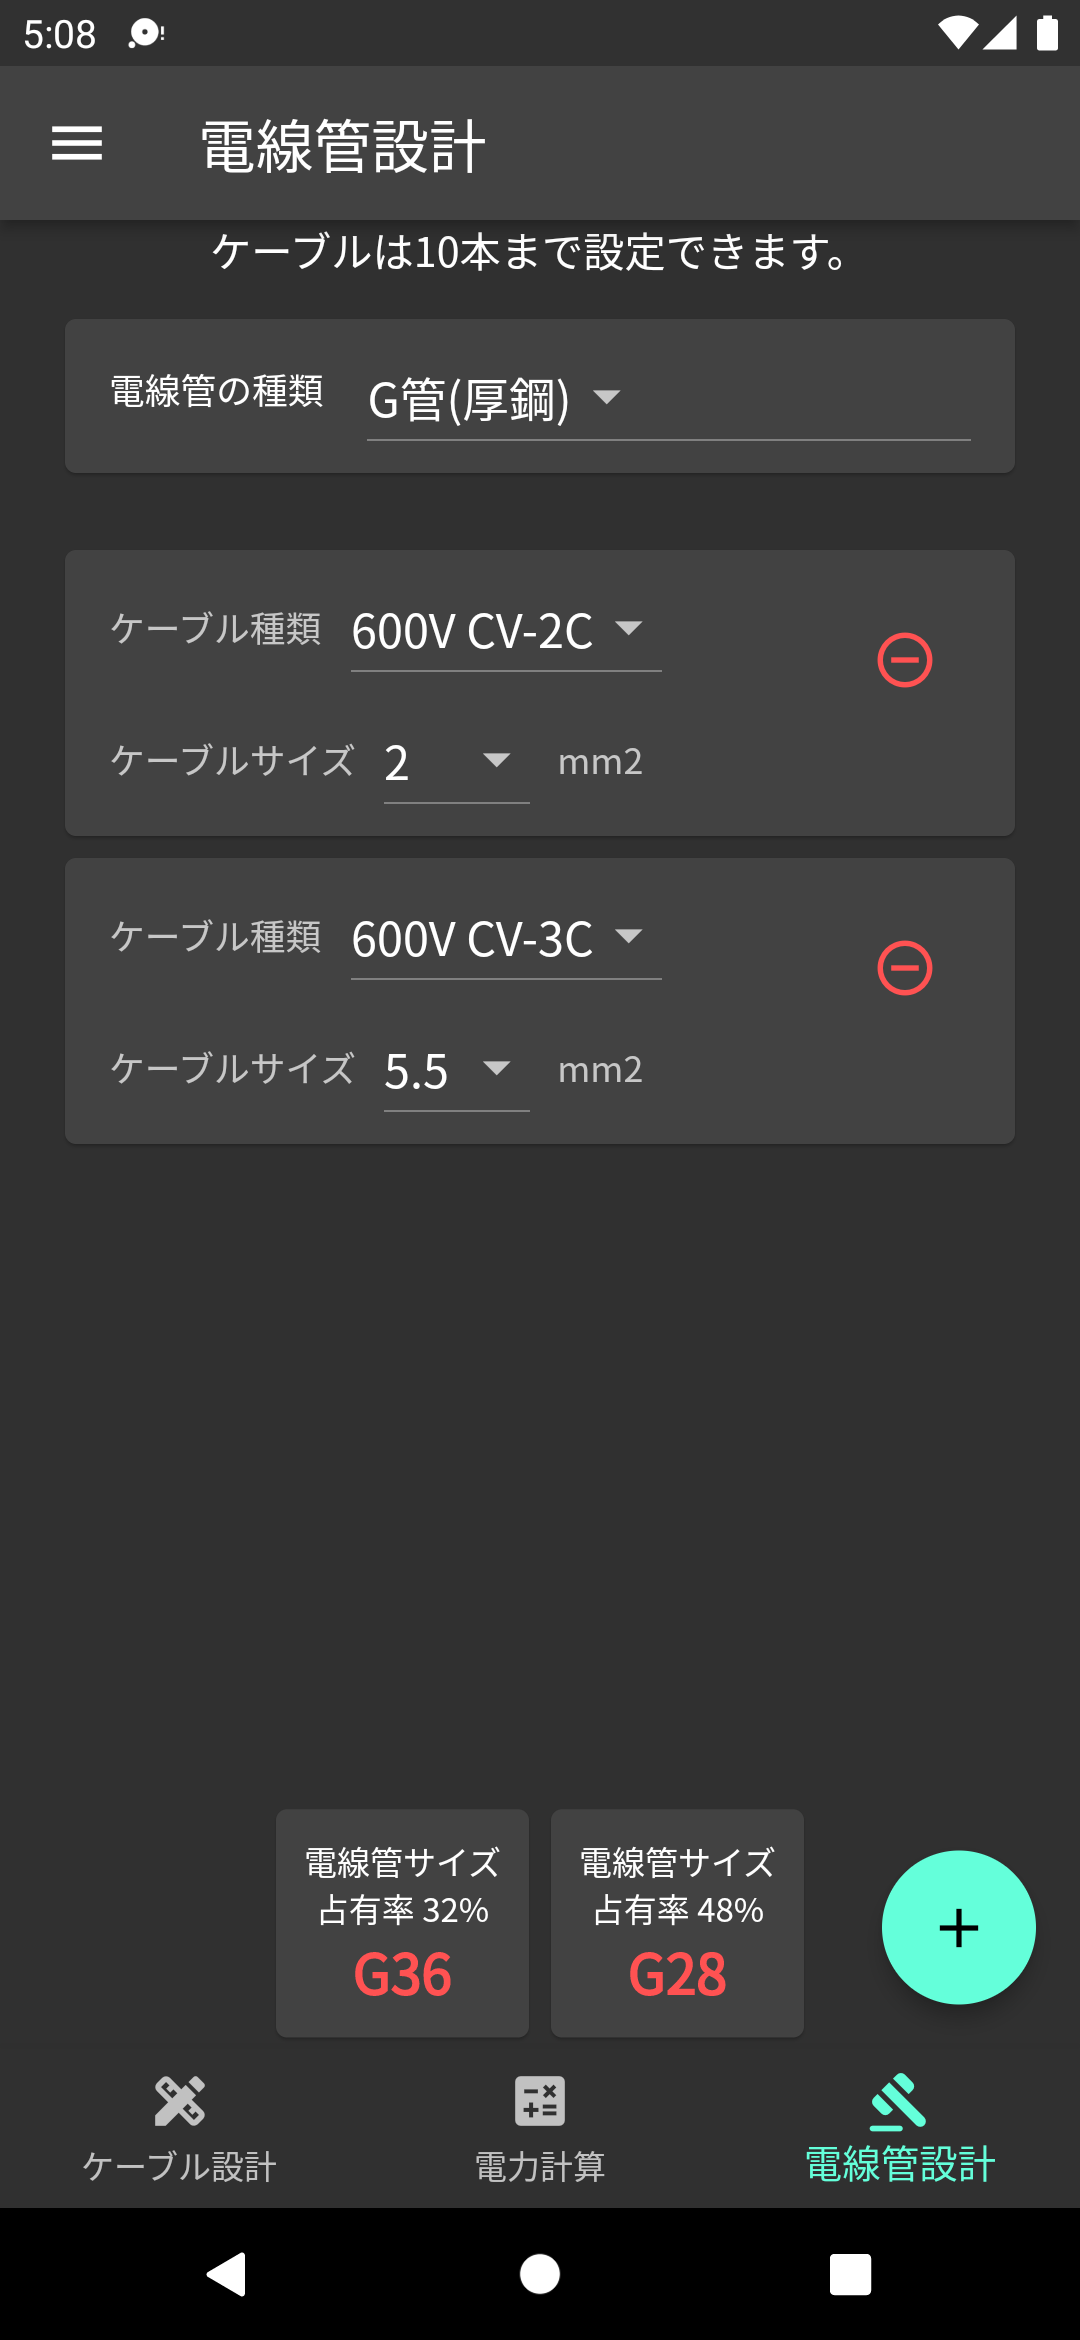 5:08
電線管設計
ケーブルは10本まで設定できます。
電線管の種類 G管(厚鋼)
ケーブル種類 600V CV-2C
ケーブルサイズ 2 mm2
ケーブル種類 600V CV-3C
ケーブルサイズ 5.5 mm2
電線管サイズ
占有率 32%
G36
電線管サイズ
占有率 48%
G28
ケーブル設計 電力計算 電線管設計